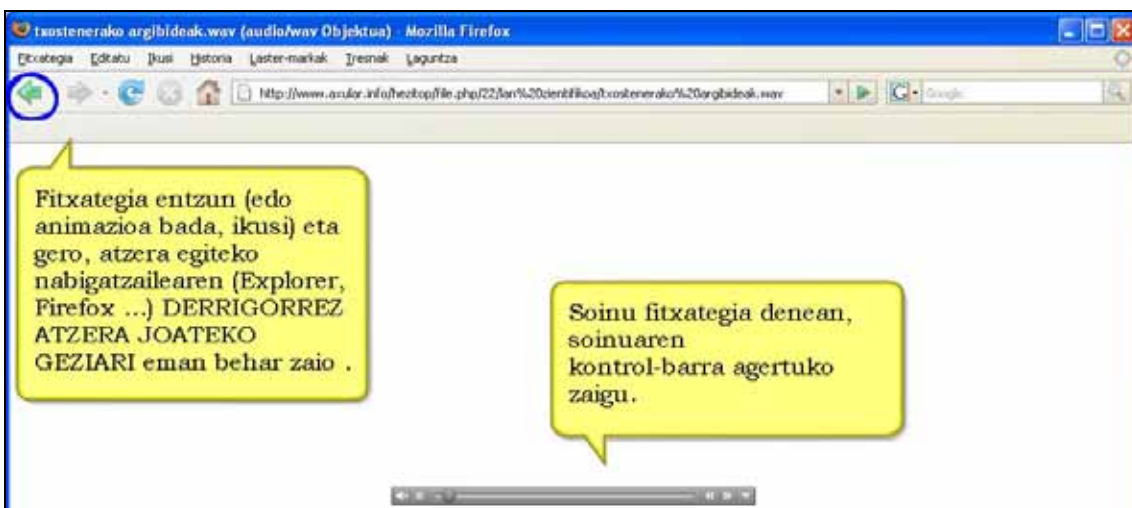 txostenerako argibideak.wav (audio/wav Objektua) - Mozilla Firefox
Fitxategia Editatu Ikusi Historia Laster-markak Tresnak Laguntza
http://www.axular.info/hezitop/file.php/22/lan%20zientifikoa/txostenerako%20argibideak.wav
Google
Fitxategia entzun (edo
animazioa bada, ikusi) eta
gero, atzera egiteko
nabigatzailearen (Explorer,
Firefox ...) DERRIGORREZ
ATZERA JOATEKO
GEZIARI eman behar zaio .
Soinu fitxategia denean,
soinuaren
kontrol-barra agertuko
zaigu.